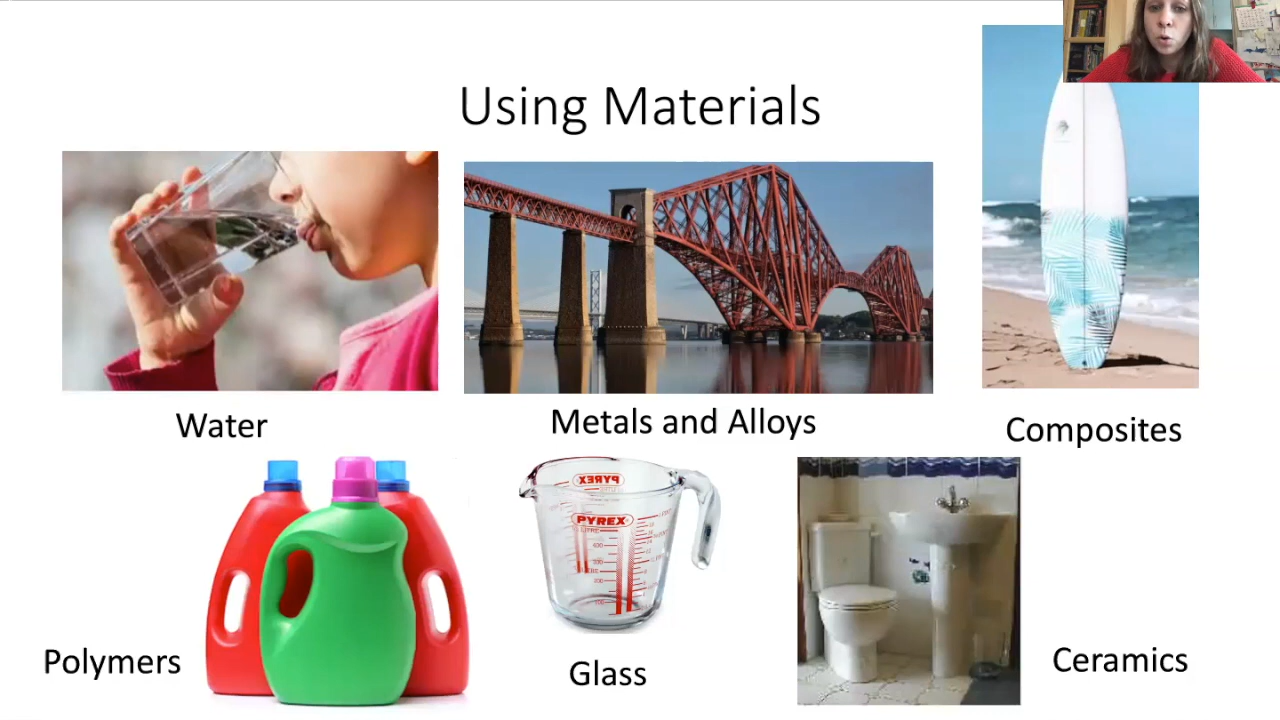 Using Materials
Water
Metals and Alloys
Composites
PYREX
PYREX
Polymers
Glass
Ceramics